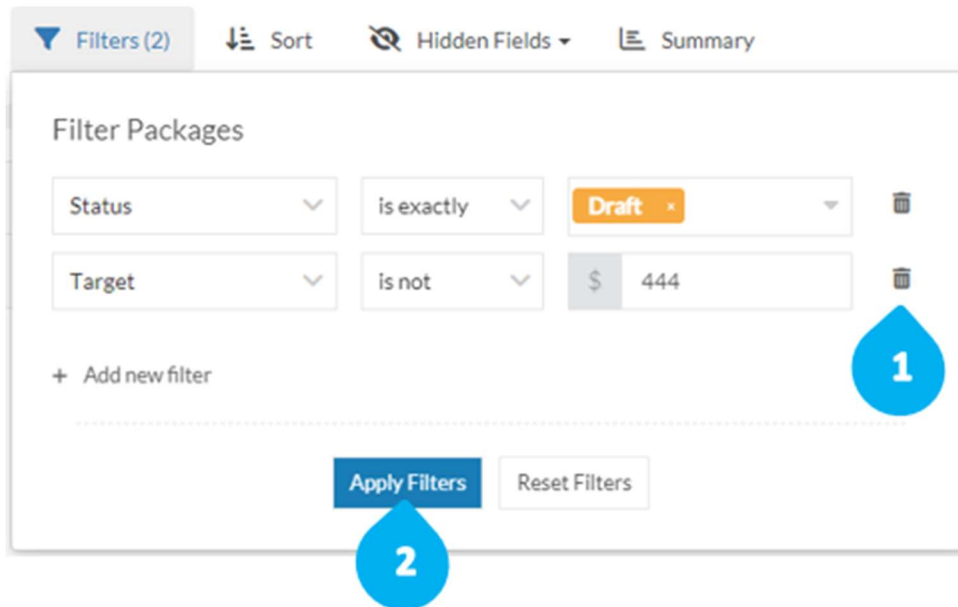 Filters (2) Sort Hidden Fields Summary
Filter Packages
Status is exactly Draft ×
Target is not $ 444
1
+ Add new filter
Apply Filters Reset Filters
2